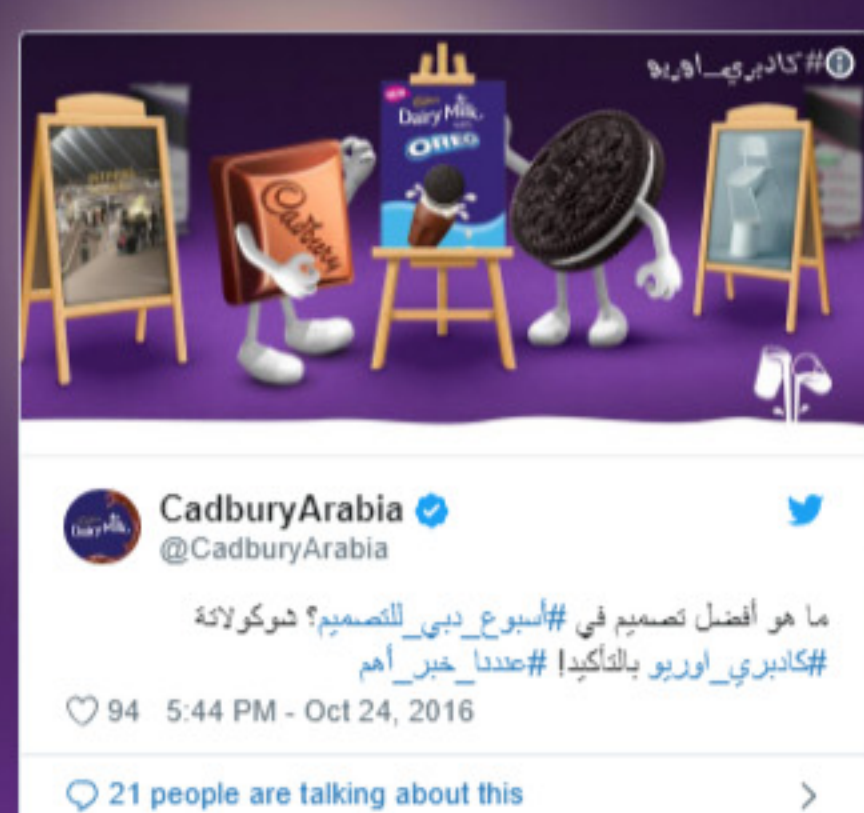 #كادبري_اوريو
Dairy Milk
OREO
Cadbury
CadburyArabia
@CadburyArabia
ما هو أفضل تصميم في #أسبوع_دبي_للتصميم؟ شوكولاتة
#كادبري_اوريو بالتأكيد! #عندنا_خبر_أهم
94 5:44 PM - Oct 24, 2016
21 people are talking about this